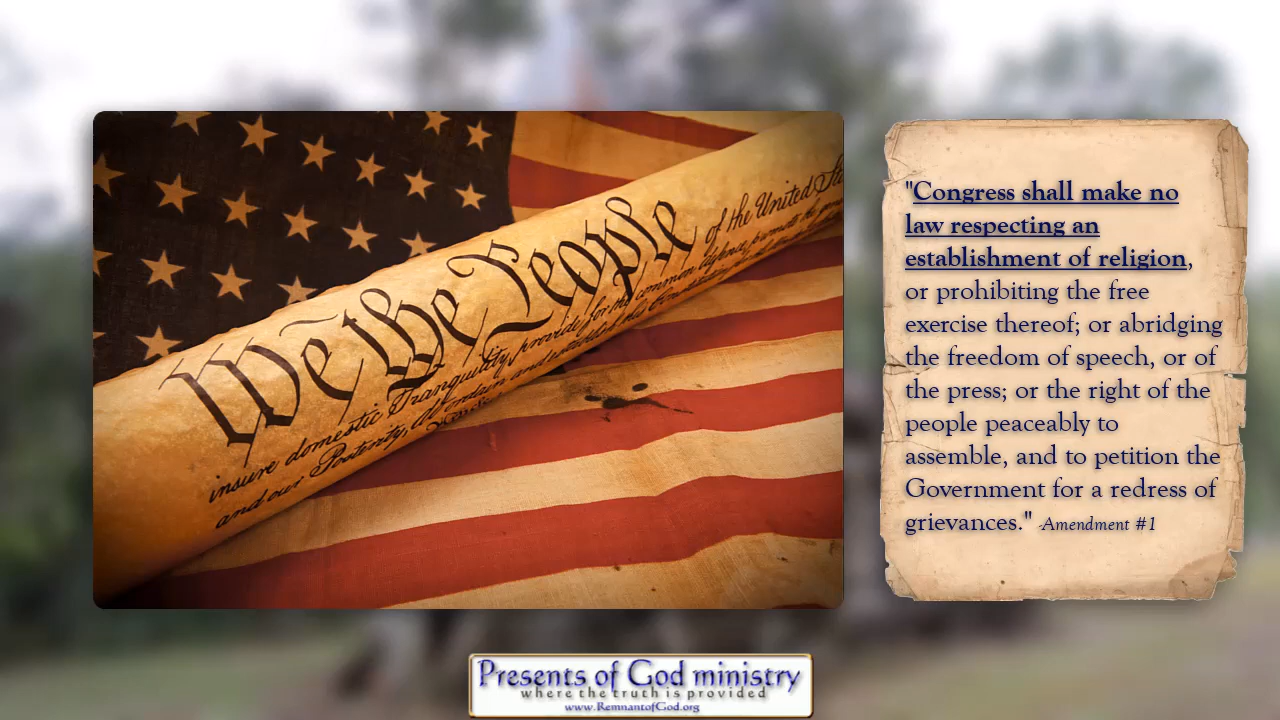 We the People
of the United Sta
insure domestic Tranquility, provide for the common defence, promote the
and our Posterity, do ordain and establish this Constitution
"Congress shall make no
law respecting an
establishment of religion,
or prohibiting the free
exercise thereof; or abridging
the freedom of speech, or of
the press; or the right of the
people peaceably to
assemble, and to petition the
Government for a redress of
grievances." -Amendment #1
Presents of God ministry
where the truth is provided
www.RemnantofGod.org